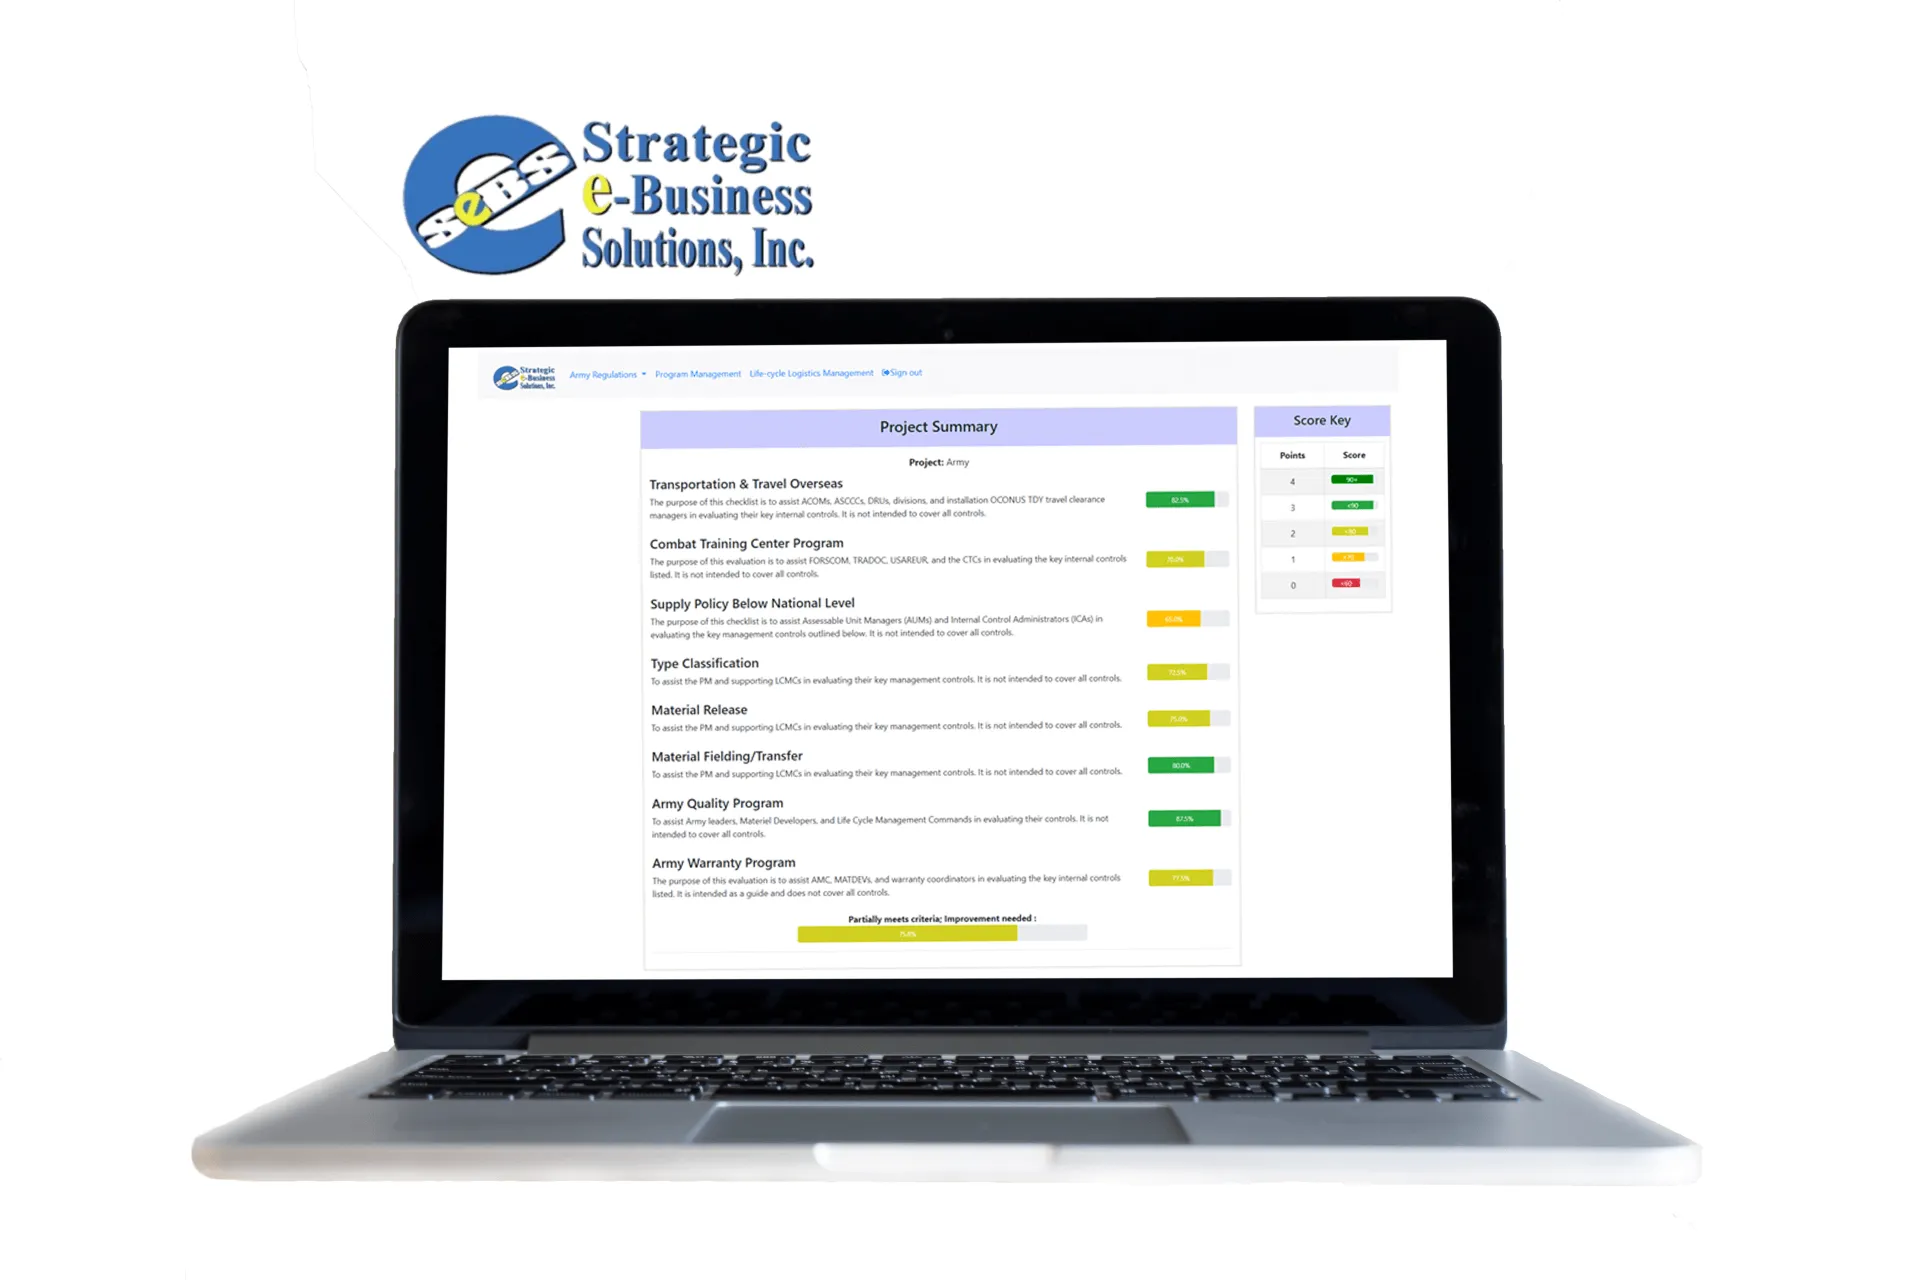 SeBS
Strategic
e-Business
Solutions, Inc.
Strategic
e-Business
Solutions, Inc.
Army Regulations Program Management Life-cycle Logistics Management Sign out
Project Summary
Project: Army
Transportation & Travel Overseas
The purpose of this checklist is to assist ACOMs, ASCCCs, DRUs, divisions, and installation OCONUS TDY travel clearance
managers in evaluating their key internal controls. It is not intended to cover all controls.
82.5%
Combat Training Center Program
The purpose of this evaluation is to assist FORSCOM, TRADOC, USAREUR, and the CTCs in evaluating the key internal controls
listed. It is not intended to cover all controls.
70.0%
Supply Policy Below National Level
The purpose of this checklist is to assist Assessable Unit Managers (AUMs) and Internal Control Administrators (ICAs) in
evaluating the key management controls outlined below. It is not intended to cover all controls.
65.0%
Type Classification
To assist the PM and supporting LCMCs in evaluating their key management controls. It is not intended to cover all controls.
72.5%
Material Release
To assist the PM and supporting LCMCs in evaluating their key management controls. It is not intended to cover all controls.
75.0%
Material Fielding/Transfer
To assist the PM and supporting LCMCs in evaluating their key management controls. It is not intended to cover all controls.
80.0%
Army Quality Program
To assist Army leaders, Materiel Developers, and Life Cycle Management Commands in evaluating their controls. It is not
intended to cover all controls.
87.5%
Army Warranty Program
The purpose of this evaluation is to assist AMC, MATDEVs, and warranty coordinators in evaluating the key internal controls
listed. It is intended as a guide and does not cover all controls.
77.5%
Partially meets criteria; Improvement needed :
Score Key
Points Score
4 90+
3 <90
2 <80
1 <70
0 <60